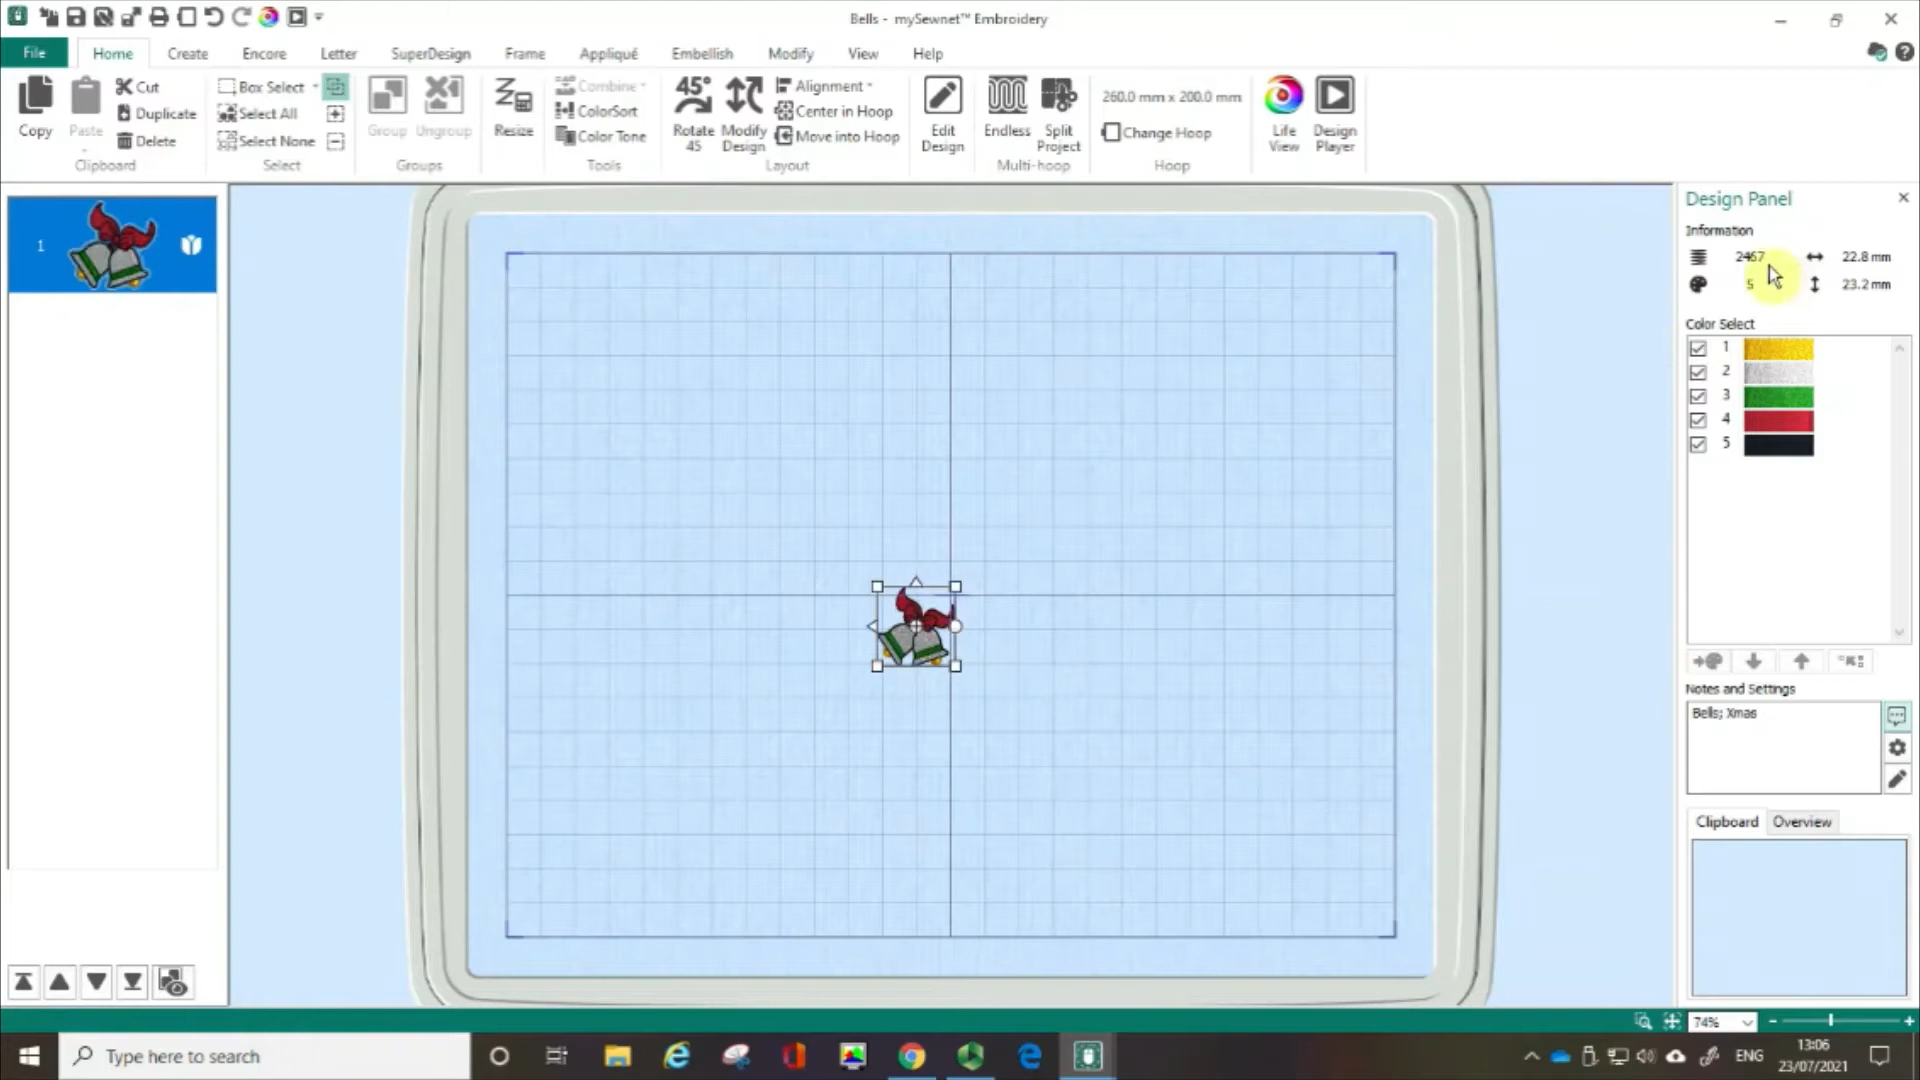 Bells - mySewnet™ Embroidery
File Home Create Encore Letter SuperDesign Frame Appliqué Embellish Modify View Help
Copy
Paste
Cut
Duplicate
Delete
Clipboard
Box Select
Select All
Select None
Select
Group
Ungroup
Groups
Resize
Combine
ColorSort
Color Tone
Tools
45°
Rotate
45
Modify
Design
Alignment
Center in Hoop
Move into Hoop
Layout
Edit
Design
Endless
Split
Project
Multi-hoop
260.0 mm x 200.0 mm
Change Hoop
Hoop
Life
View
Design
Player
1
Design Panel
Information
2467 22.8 mm
5 23.2 mm
Color Select
1
2
3
4
5
Notes and Settings
Bells; Xmas
Clipboard Overview
74%
Type here to search
ENG
13:06
23/07/2021